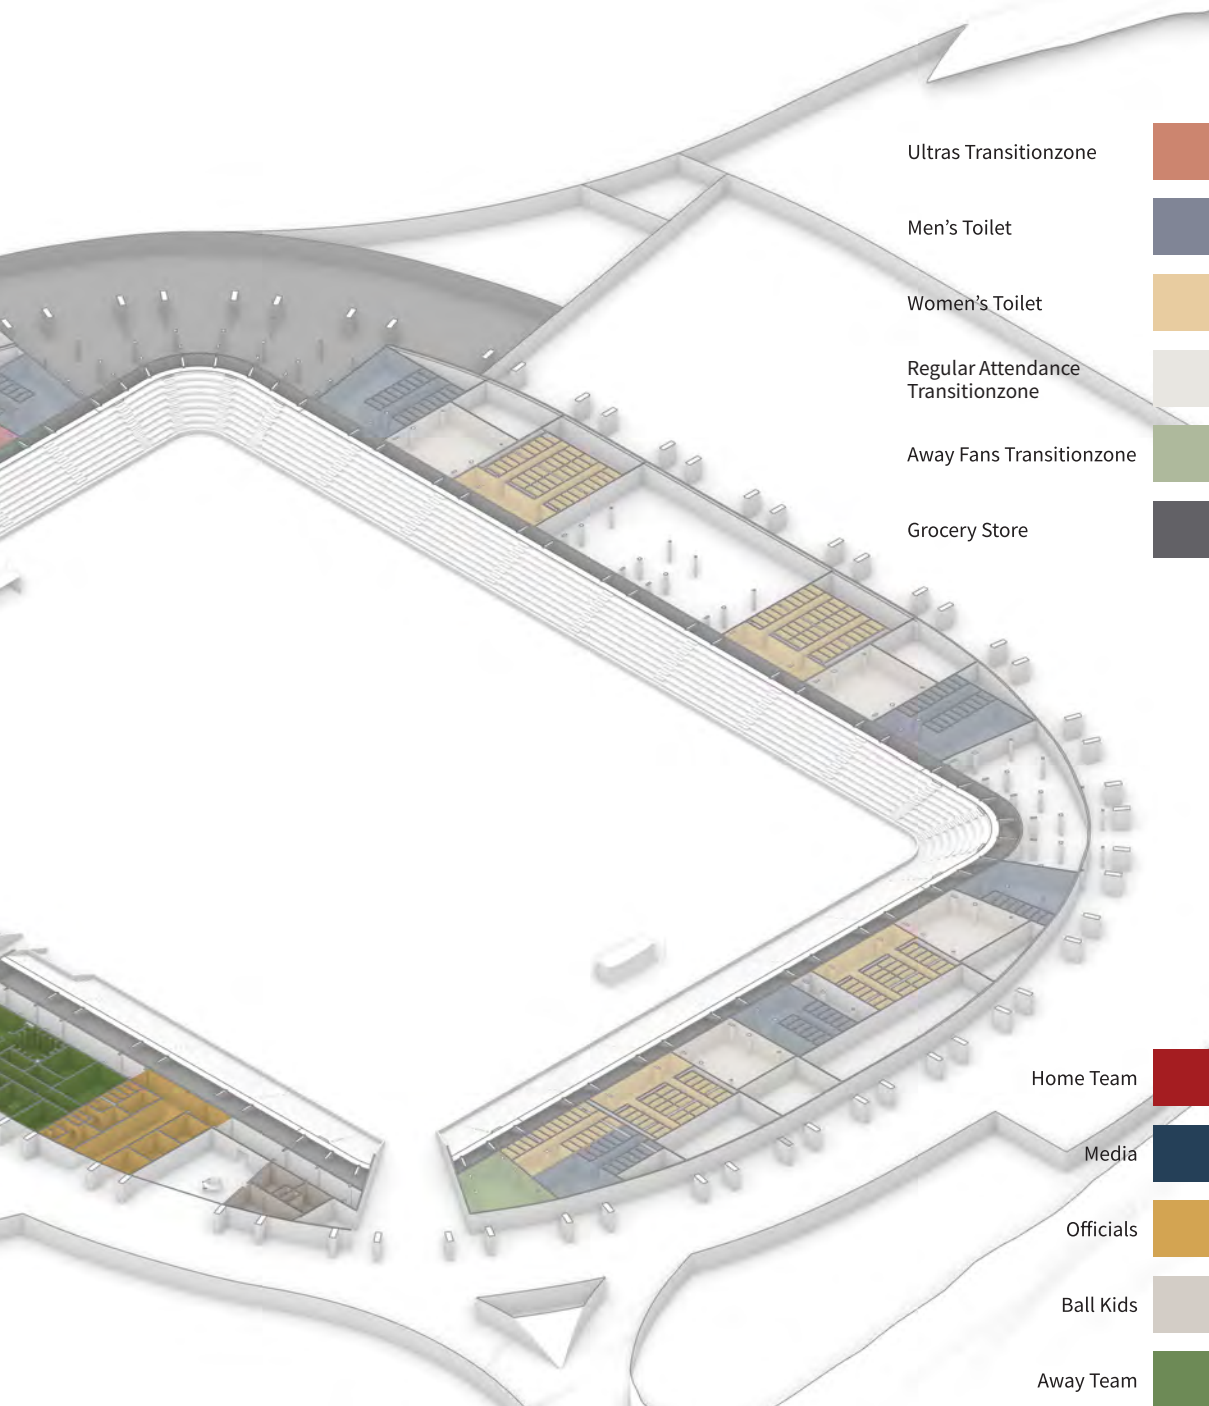 Ultras Transitionzone
Men’s Toilet
Women’s Toilet
Regular Attendance
Transitionzone
Away Fans Transitionzone
Grocery Store
Home Team
Media
Officials
Ball Kids
Away Team